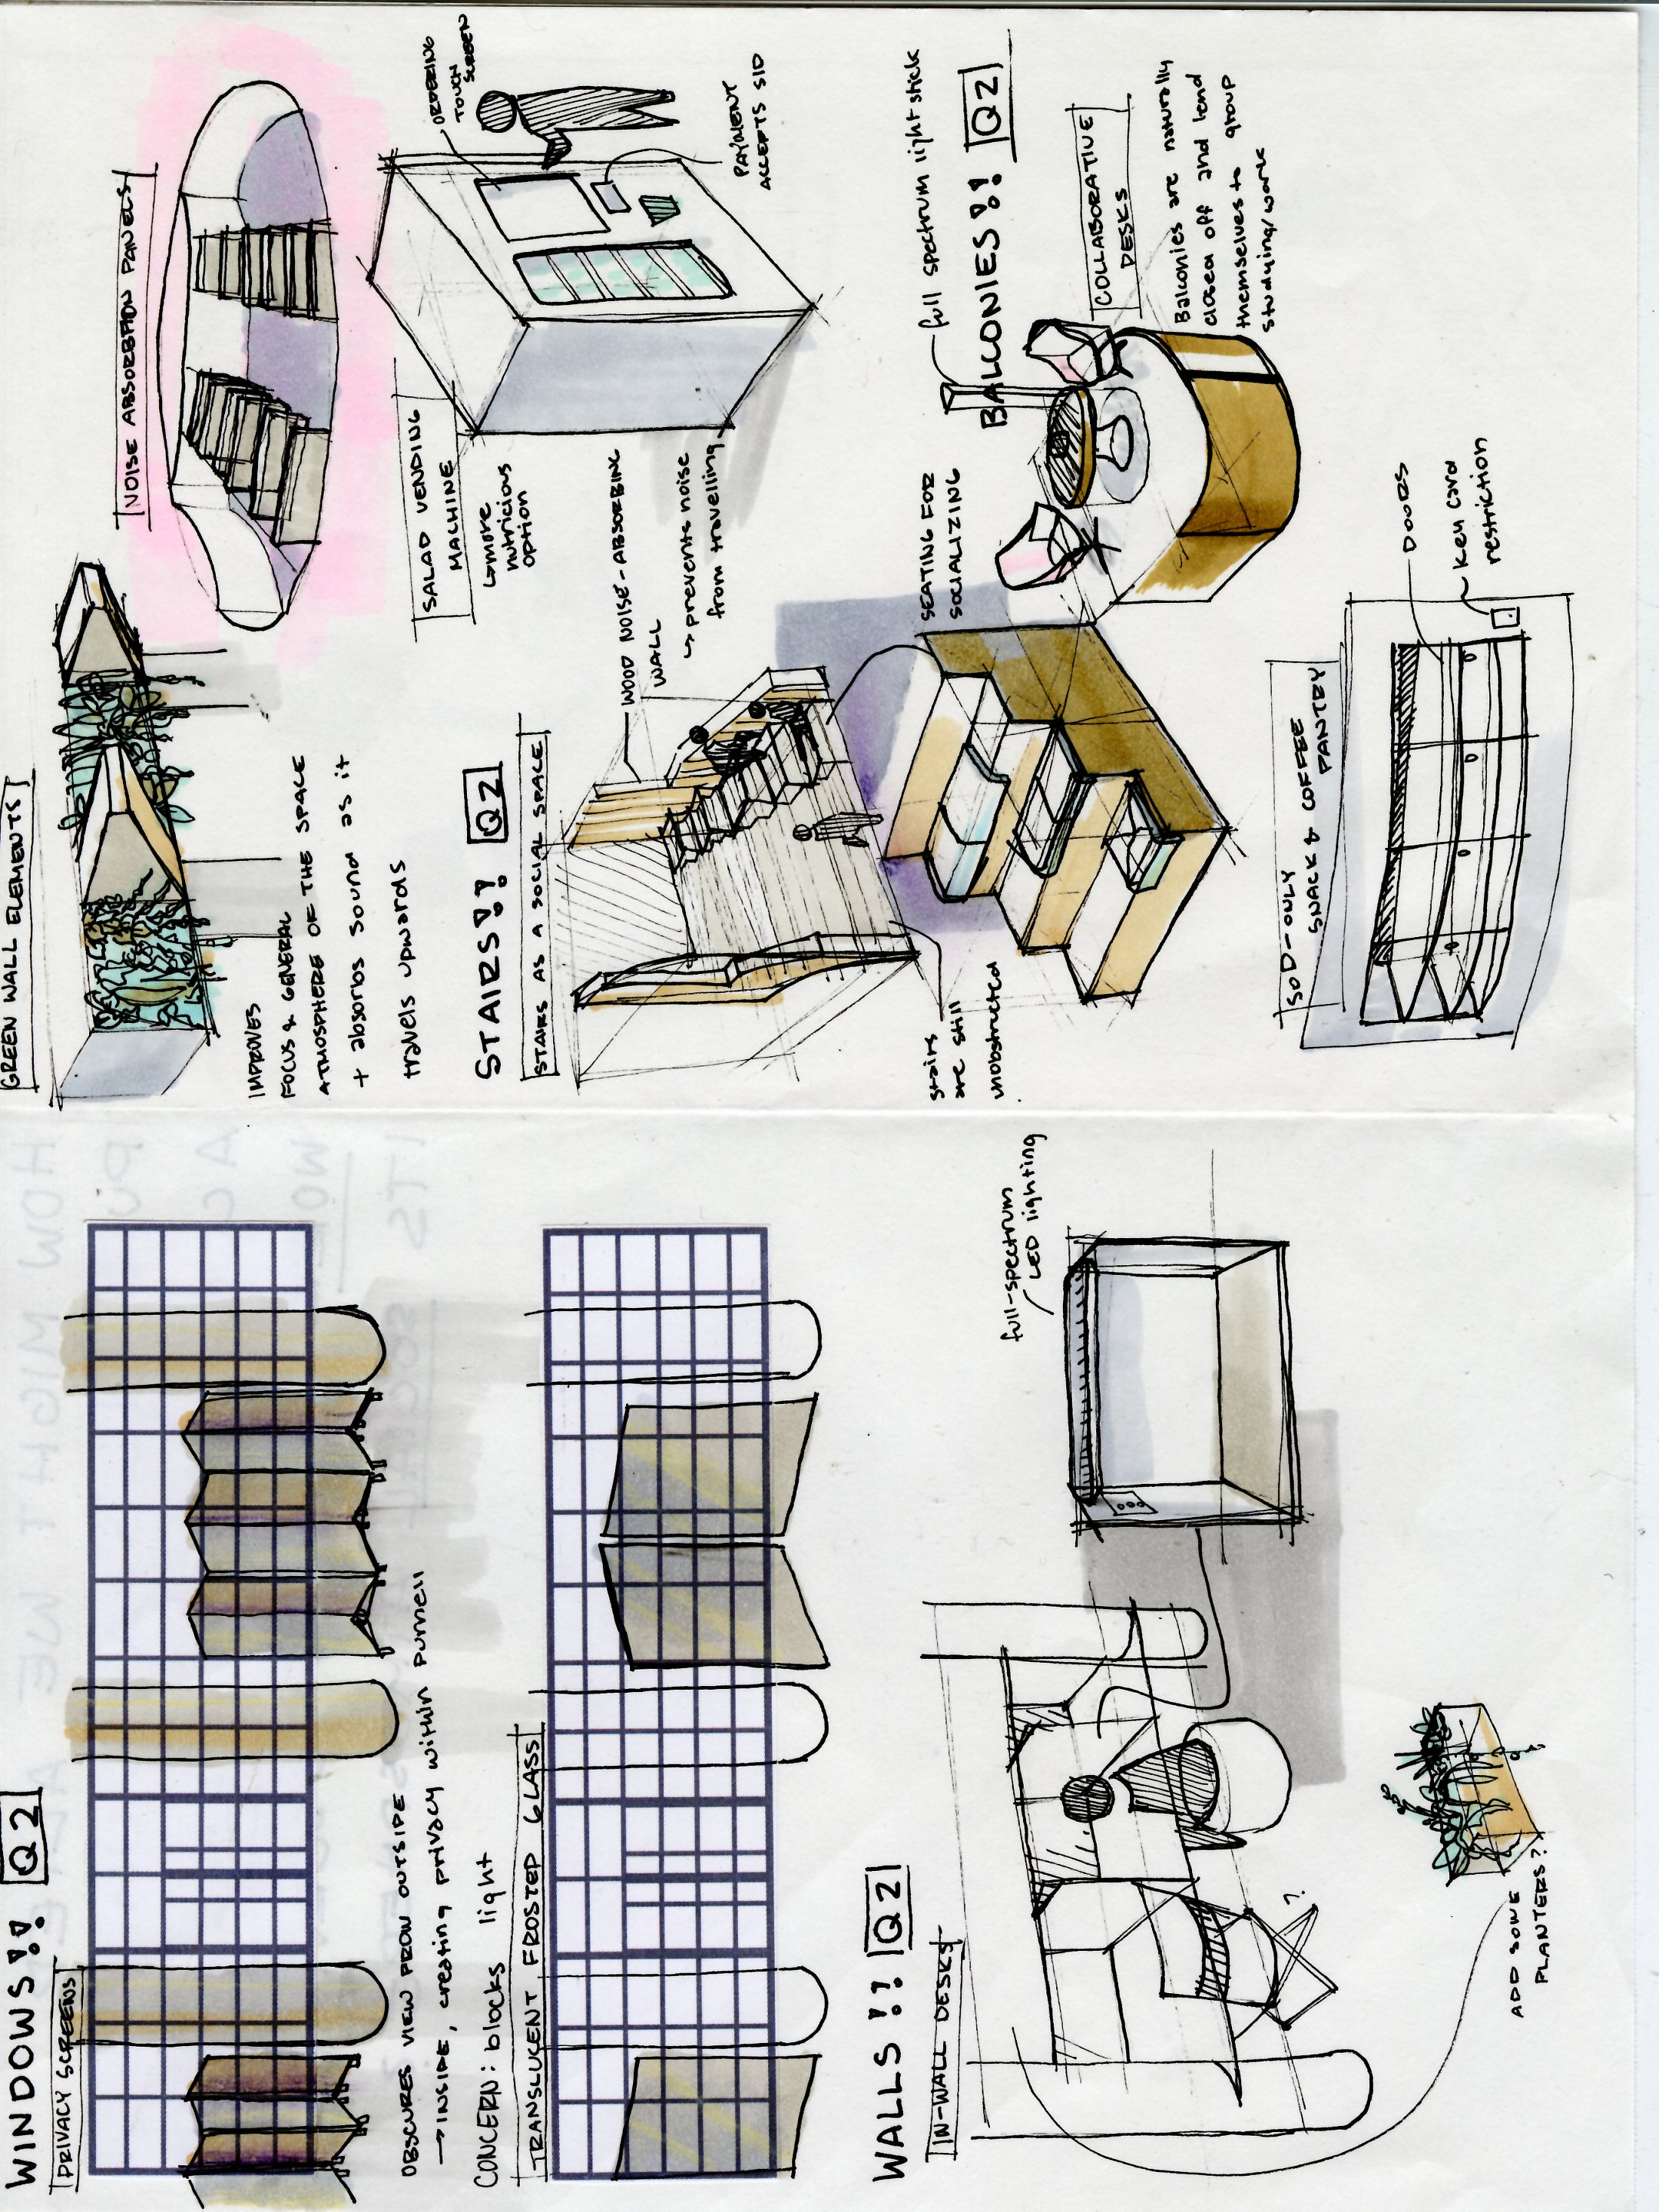 WINDOWS!! Q2
PRIVACY SCREENS
OBSCURES VIEW FROM OUTSIDE
→ INSIDE, creating privacy within Purnell
CONCERN: blocks light
TRANSLUCENT FROSTED GLASS
WALLS!! Q2
IN-WALL DESKS
full-spectrum
LED lighting
?
ADD SOME
PLANTERS?
GREEN WALL ELEMENTS
IMPROVES
FOCUS & GENERAL
ATMOSPHERE OF THE SPACE
+ absorbs sound as it
travels upwards
NOISE ABSORBTION PANELS
SALAD VENDING
MACHINE
↳ more
nutricious
option
ORDERING
TOUCH
SCREEN
PAYMENT
ACCEPTS SID
STAIRS!! Q2
STAIRS AS A SOCIAL SPACE
WOOD NOISE-ABSORBING
WALL
↳ prevents noise
from travelling
stairs
are still
unobstructed
SEATING FOR
SOCIALIZING
full spectrum light stick
BALCONIES!! Q2
COLLABORATIVE
DESKS
Balconies are naturally
closed off and lend
themselves to group
studying/work
SOD-ONLY
SNACK & COFFEE
PANTRY
DOORS
key card
restriction